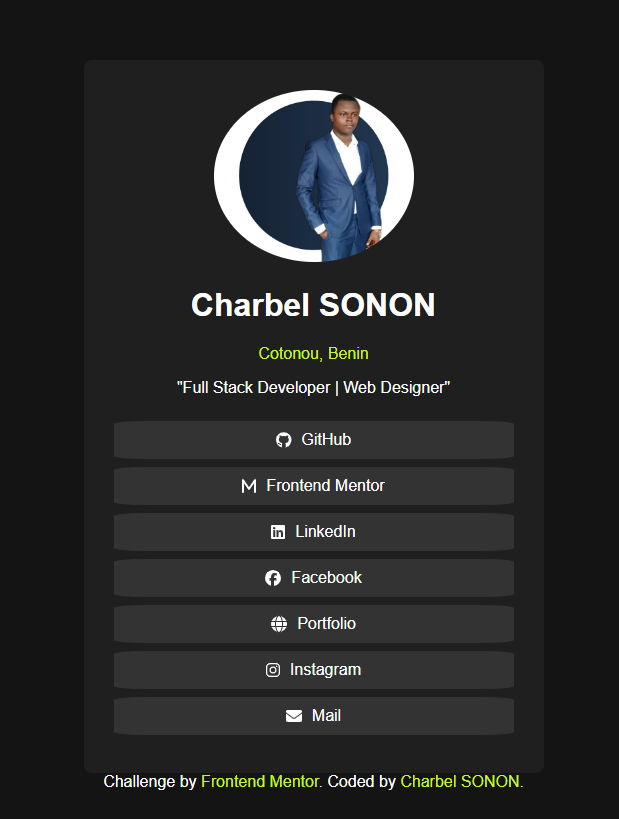 Charbel SONON
Cotonou, Benin
"Full Stack Developer | Web Designer"
GitHub
Frontend Mentor
LinkedIn
Facebook
Portfolio
Instagram
Mail
Challenge by Frontend Mentor. Coded by Charbel SONON.